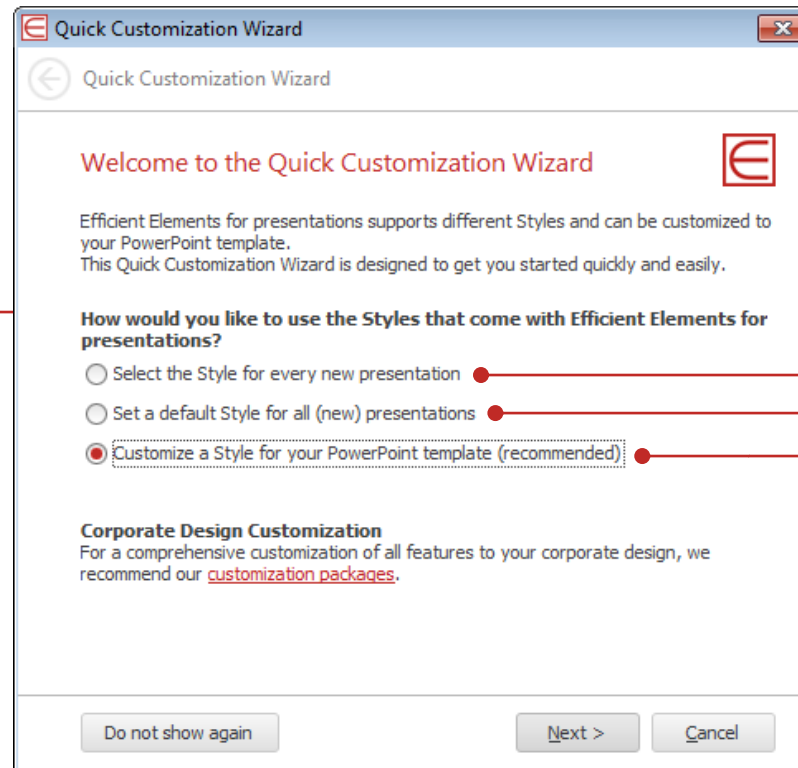 Quick Customization Wizard
Quick Customization Wizard
Welcome to the Quick Customization Wizard
Efficient Elements for presentations supports different Styles and can be customized to
your PowerPoint template.
This Quick Customization Wizard is designed to get you started quickly and easily.
How would you like to use the Styles that come with Efficient Elements for
presentations?
Select the Style for every new presentation
Set a default Style for all (new) presentations
Customize a Style for your PowerPoint template (recommended)
Corporate Design Customization
For a comprehensive customization of all features to your corporate design, we
recommend our customization packages.
Do not show again
Next >
Cancel